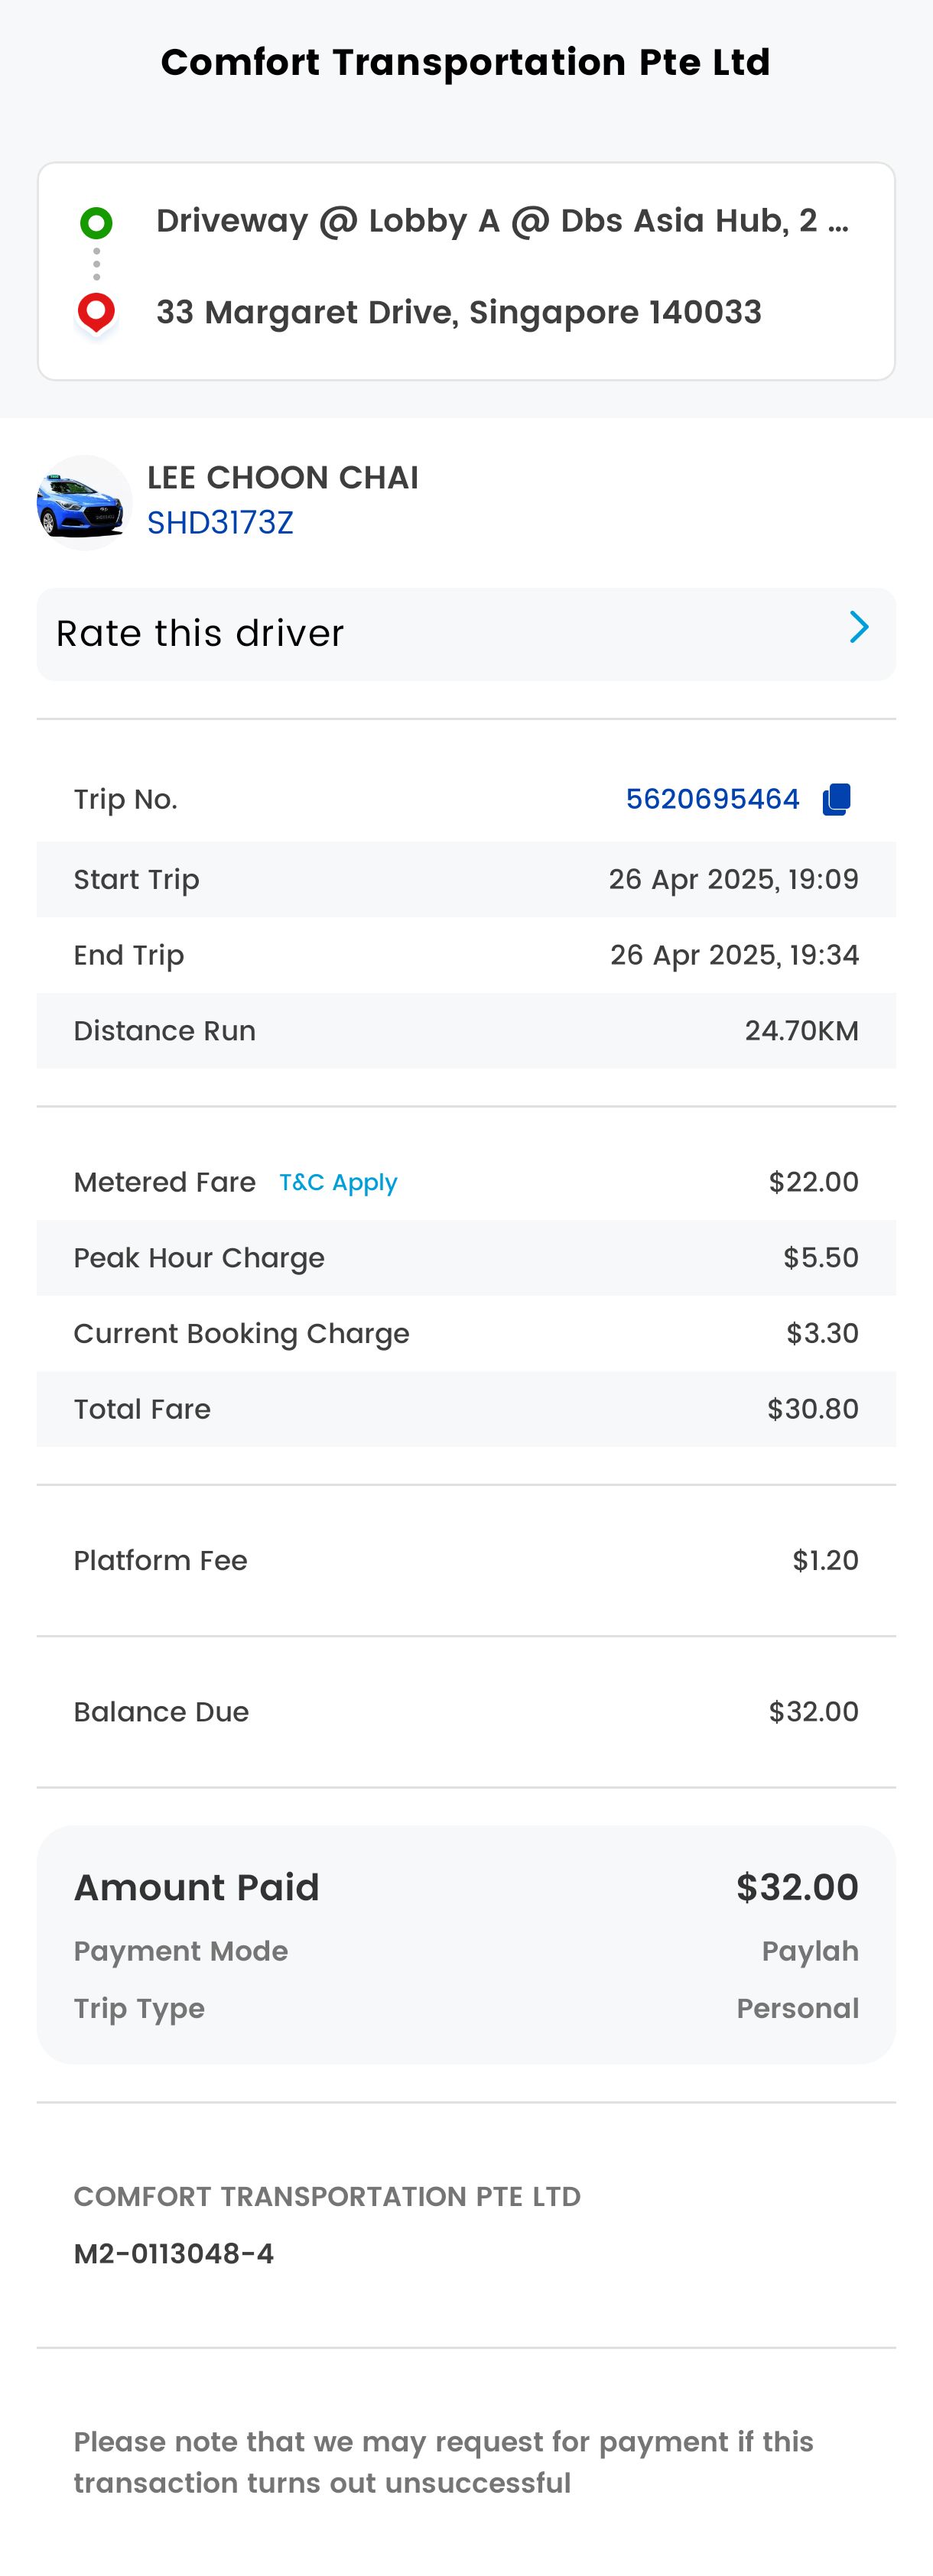 Comfort Transportation Pte Ltd
Driveway @ Lobby A @ Dbs Asia Hub, 2 ...
33 Margaret Drive, Singapore 140033
LEE CHOON CHAI
SHD3173Z
Rate this driver
Trip No. 5620695464
Start Trip 26 Apr 2025, 19:09
End Trip 26 Apr 2025, 19:34
Distance Run 24.70KM
Metered Fare T&C Apply $22.00
Peak Hour Charge $5.50
Current Booking Charge $3.30
Total Fare $30.80
Platform Fee $1.20
Balance Due $32.00
Amount Paid $32.00
Payment Mode Paylah
Trip Type Personal
COMFORT TRANSPORTATION PTE LTD
M2-0113048-4
Please note that we may request for payment if this
transaction turns out unsuccessful